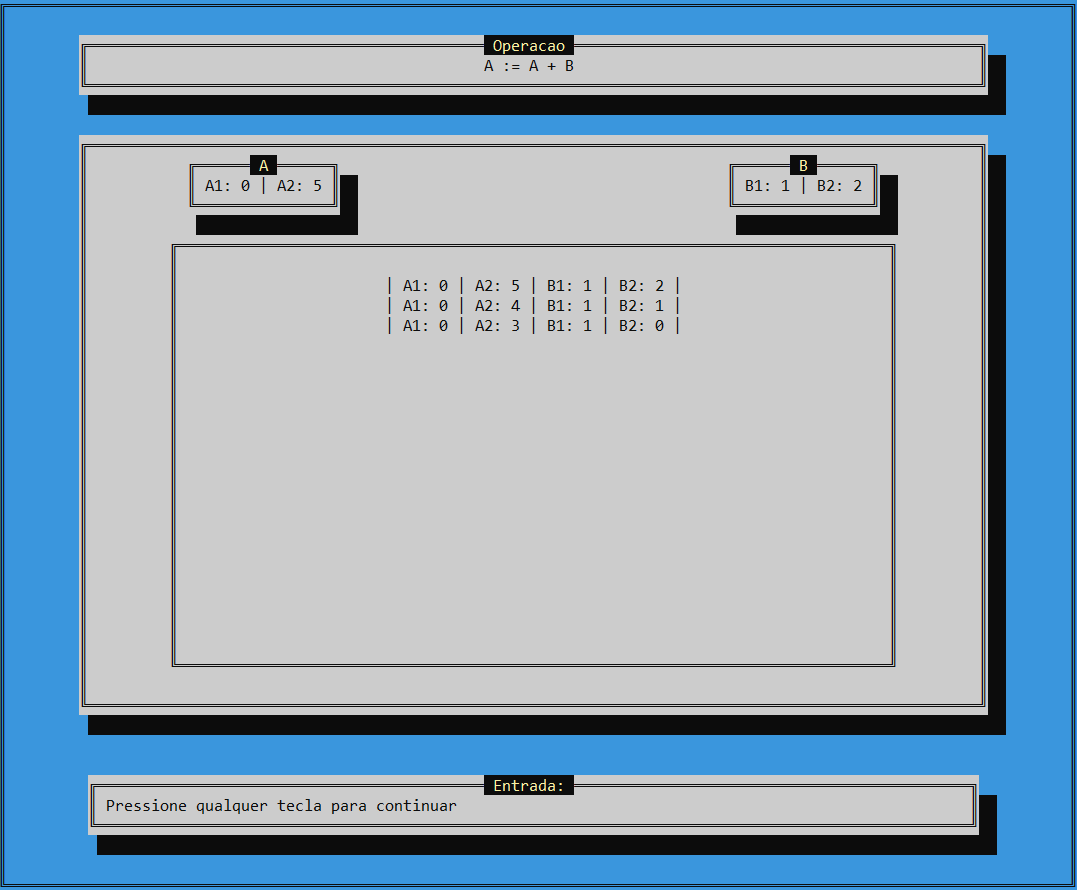 Operacao
A := A + B
A B
A1: 0 | A2: 5 B1: 1 | B2: 2
| A1: 0 | A2: 5 | B1: 1 | B2: 2 |
| A1: 0 | A2: 4 | B1: 1 | B2: 1 |
| A1: 0 | A2: 3 | B1: 1 | B2: 0 |
Entrada:
Pressione qualquer tecla para continuar